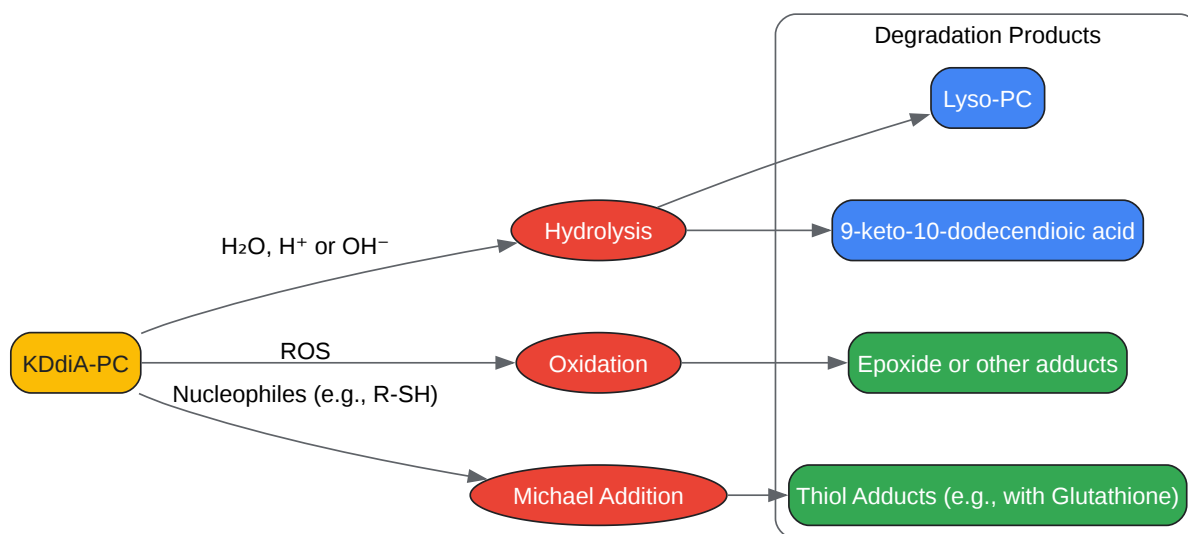 Degradation Products
Lyso-PC
H₂O, H⁺ or OH⁻
Hydrolysis
9-keto-10-dodecendioic acid
KDdiA-PC
ROS
Oxidation
Epoxide or other adducts
Nucleophiles (e.g., R-SH)
Michael Addition
Thiol Adducts (e.g., with Glutathione)